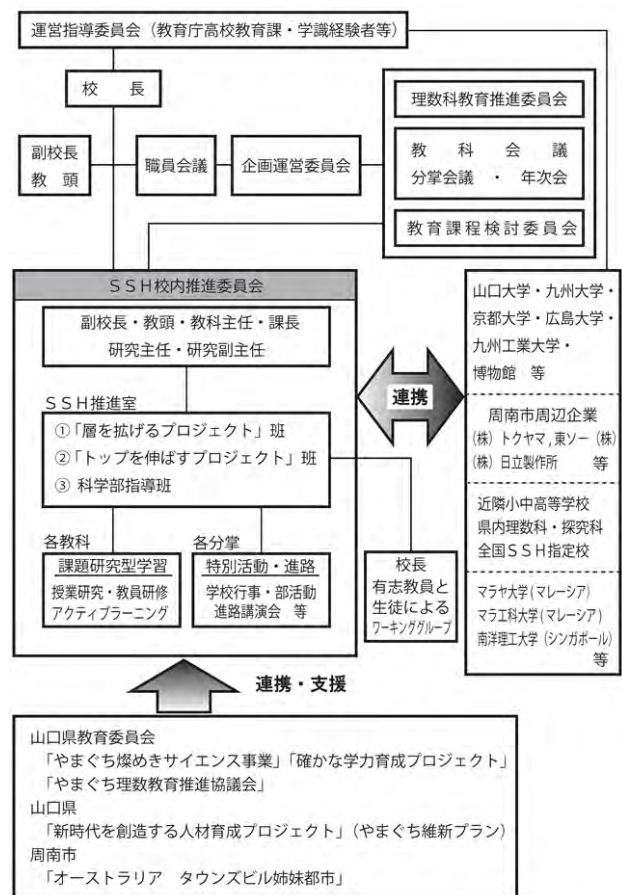 運営指導委員会（教育庁高校教育課・学識経験者等）
校　長
副校長
教　頭
職員会議
企画運営委員会
理数科教育推進委員会
教　科　会　議
分掌会議　・　年次会
教育課程検討委員会
ＳＳＨ校内推進委員会
副校長・教頭・教科主任・課長
研究主任・研究副主任
ＳＳＨ推進室
①「層を拡げるプロジェクト」班
②「トップを伸ばすプロジェクト」班
③ 科学部指導班
各教科
課題研究型学習
授業研究・教員研修
アクティブラーニング
各分掌
特別活動・進路
学校行事・部活動
進路講演会　等
連携
校長
有志教員と
生徒による
ワーキンググループ
山口大学・九州大学・
京都大学・広島大学・
九州工業大学・
博物館　等
周南市周辺企業
(株) トクヤマ , 東ソー (株)
(株) 日立製作所　　等
近隣小中高等学校
県内理数科・探究科
全国ＳＳＨ指定校
マラヤ大学(マレーシア)
マラ工科大学(マレーシア)
南洋理工大学 (シンガポール)
等
連携・支援
山口県教育委員会
「やまぐち燦めきサイエンス事業」「確かな学力育成プロジェクト」
「やまぐち理数教育推進協議会」
山口県
「新時代を創造する人材育成プロジェクト」（やまぐち維新プラン）
周南市
「オーストラリア　タウンズビル姉妹都市」